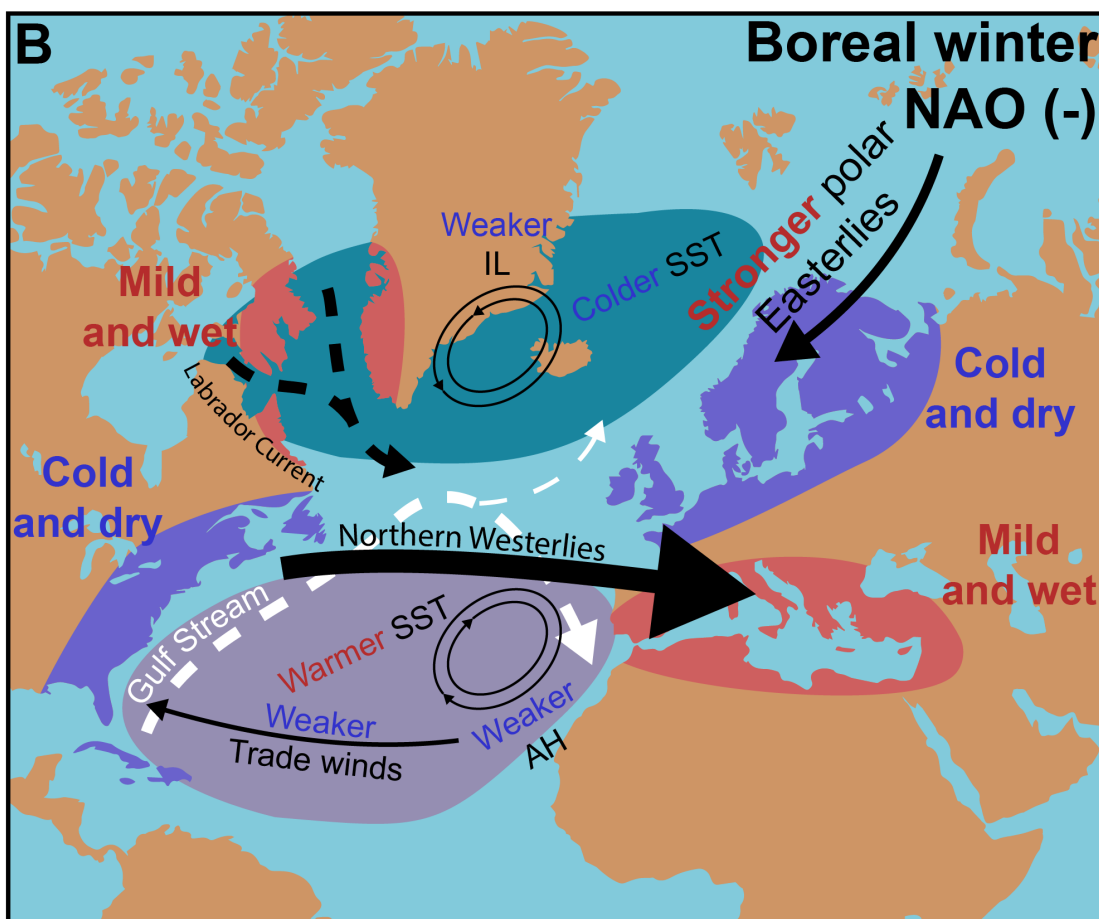 B
Boreal winter
NAO (-)
Stronger polar
Easterlies
Weaker
IL
Colder SST
Mild
and wet
Labrador Current
Cold
and dry
Cold
and dry
Northern Westerlies
Mild
and wet
Gulf Stream
Warmer SST
Weaker
AH
Weaker
Trade winds